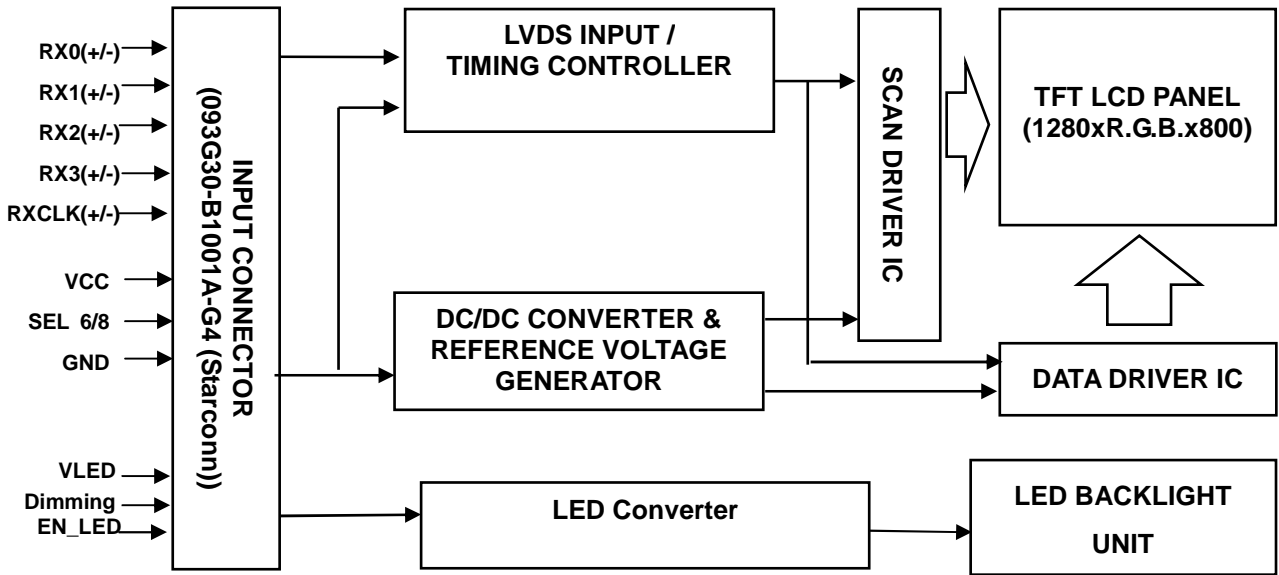 RX0(+/-)
RX1(+/-)
RX2(+/-)
RX3(+/-)
RXCLK(+/-)
VCC
SEL 6/8
GND
VLED
Dimming
EN_LED
INPUT CONNECTOR
(093G30-B1001A-G4 (Starconn))
LVDS INPUT /
TIMING CONTROLLER
DC/DC CONVERTER &
REFERENCE VOLTAGE
GENERATOR
LED Converter
SCAN DRIVER IC
TFT LCD PANEL
(1280xR.G.B.x800)
DATA DRIVER IC
LED BACKLIGHT
UNIT